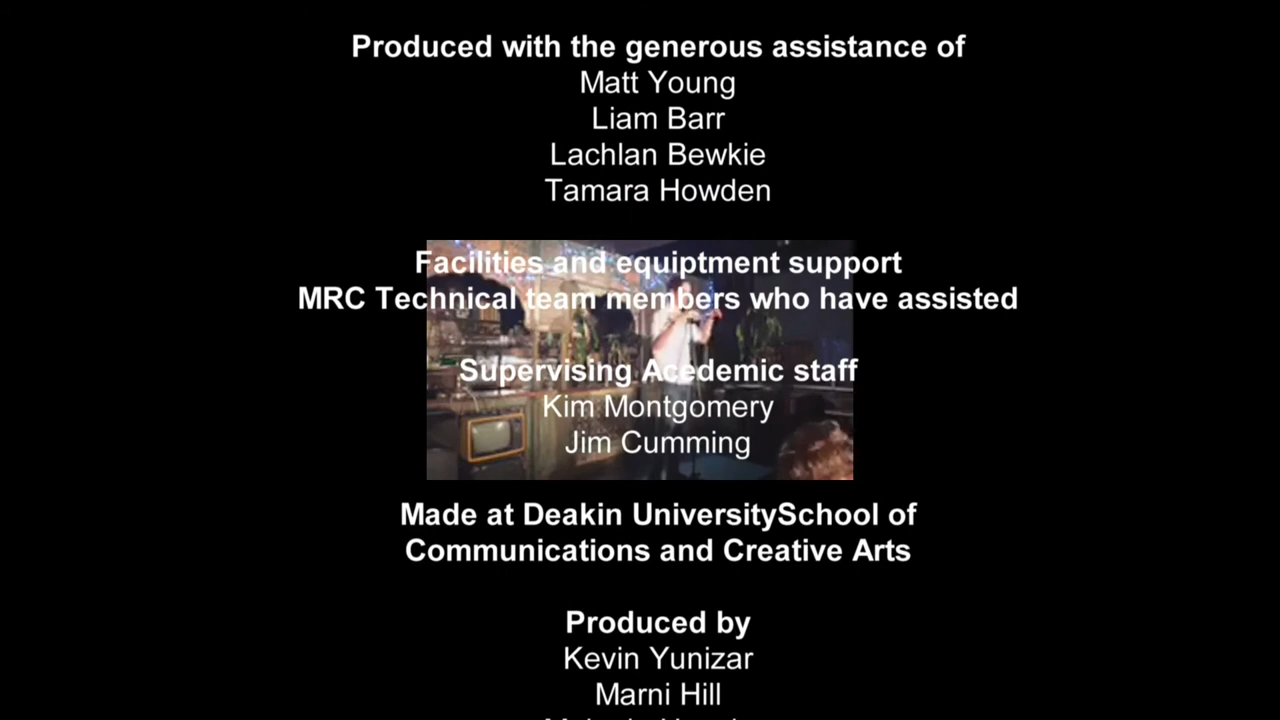 Produced with the generous assistance of
Matt Young
Liam Barr
Lachlan Bewkie
Tamara Howden
Facilities and equiptment support
MRC Technical team members who have assisted
Supervising Acedemic staff
Kim Montgomery
Jim Cumming
Made at Deakin UniversitySchool of
Communications and Creative Arts
Produced by
Kevin Yunizar
Marni Hill